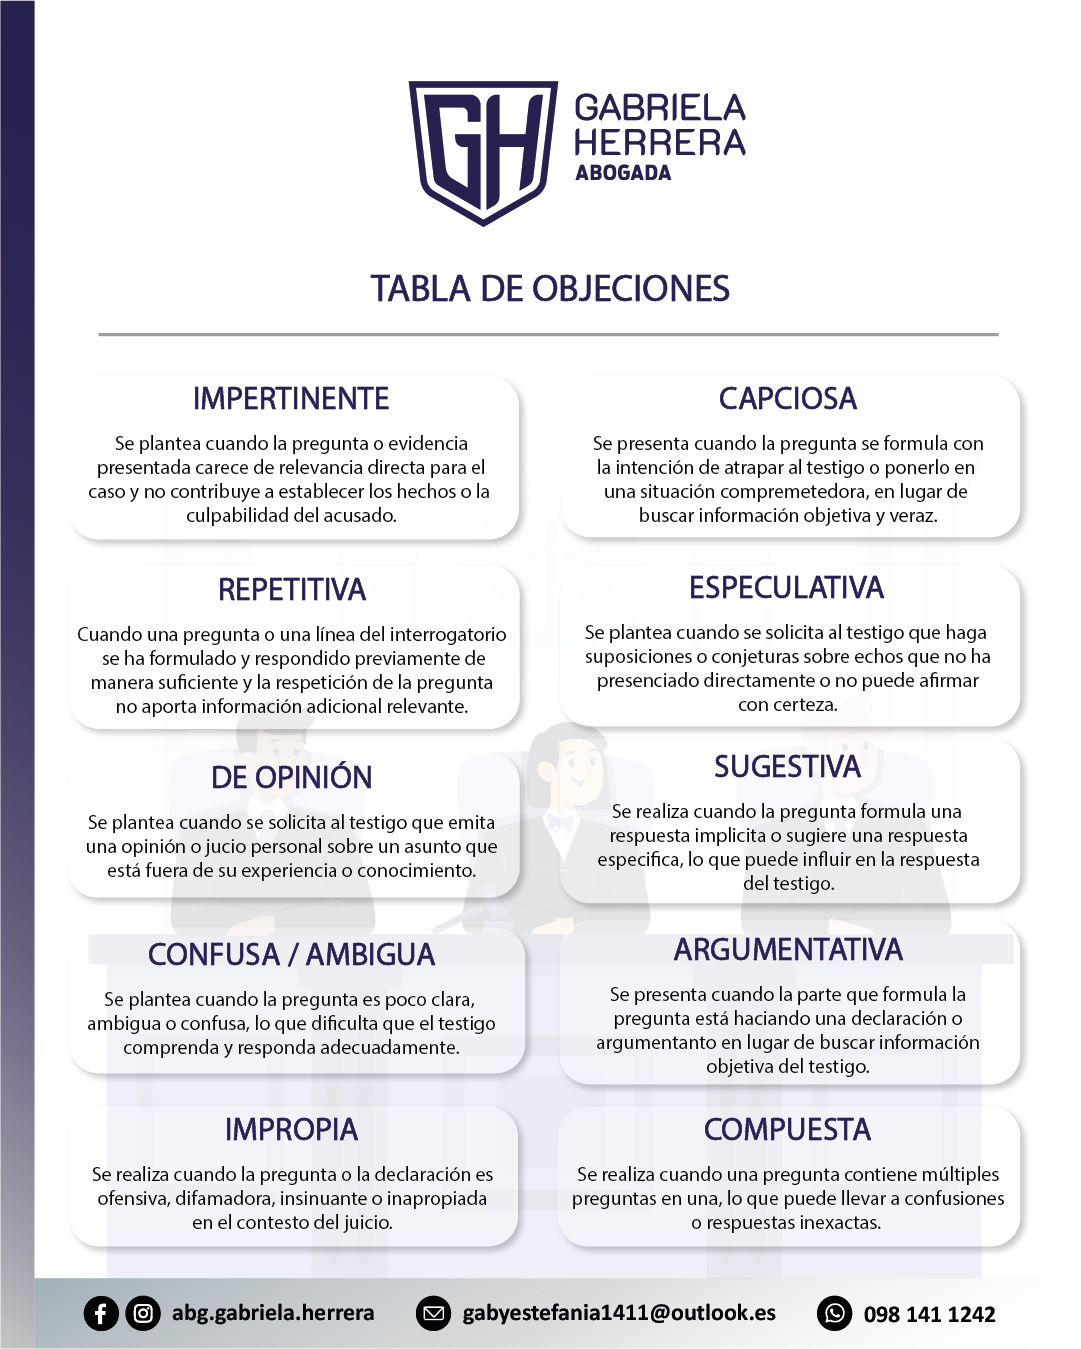 GH
GABRIELA
HERRERA
ABOGADA
TABLA DE OBJECIONES
IMPERTINENTE
Se plantea cuando la pregunta o evidencia
presentada carece de relevancia directa para el
caso y no contribuye a establecer los hechos o la
culpabilidad del acusado.
CAPCIOSA
Se presenta cuando la pregunta se formula con
la intención de atrapar al testigo o ponerlo en
una situación compremetedora, en lugar de
buscar información objetiva y veraz.
REPETITIVA
Cuando una pregunta o una línea del interrogatorio
se ha formulado y respondido previamente de
manera suficiente y la respetición de la pregunta
no aporta información adicional relevante.
ESPECULATIVA
Se plantea cuando se solicita al testigo que haga
suposiciones o conjeturas sobre echos que no ha
presenciado directamente o no puede afirmar
con certeza.
DE OPINIÓN
Se plantea cuando se solicita al testigo que emita
una opinión o jucio personal sobre un asunto que
está fuera de su experiencia o conocimiento.
SUGESTIVA
Se realiza cuando la pregunta formula una
respuesta implicita o sugiere una respuesta
especifica, lo que puede influir en la respuesta
del testigo.
CONFUSA / AMBIGUA
Se plantea cuando la pregunta es poco clara,
ambigua o confusa, lo que dificulta que el testigo
comprenda y responda adecuadamente.
ARGUMENTATIVA
Se presenta cuando la parte que formula la
pregunta está haciendo una declaración o
argumentanto en lugar de buscar información
objetiva del testigo.
IMPROPIA
Se realiza cuando la pregunta o la declaración es
ofensiva, difamadora, insinuante o inapropiada
en el contesto del juicio.
COMPUESTA
Se realiza cuando una pregunta contiene múltiples
preguntas en una, lo que puede llevar a confusiones
o respuestas inexactas.
abg.gabriela.herrera
gabyestefania1411@outlook.es
098 141 1242